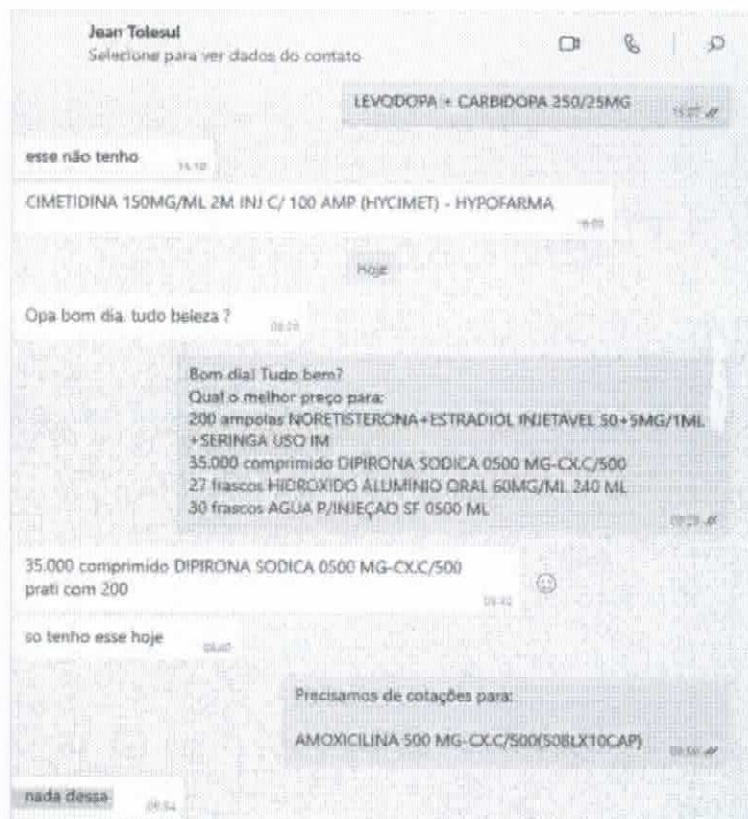 Jean Tolesul
Selecione para ver dados do contato
LEVODOPA + CARBIDOPA 250/25MG
esse não tenho
CIMETIDINA 150MG/ML 2M INJ C/ 100 AMP (HYCIMET) - HYPOFARMA
Hoje
Opa bom dia. tudo beleza ?
Bom dia! Tudo bem?
Qual o melhor preço para:
200 ampolas NORETISTERONA+ESTRADIOL INJETAVEL 50+5MG/1ML
+SERINGA USO IM
35.000 comprimido DIPIRONA SODICA 0500 MG-CX.C/500
27 frascos HIDROXIDO ALUMINIO ORAL 60MG/ML 240 ML
30 frascos AGUA P/INJEÇAO SF 0500 ML
35.000 comprimido DIPIRONA SODICA 0500 MG-CX.C/500
prati com 200
so tenho esse hoje
Precisamos de cotações para:
AMOXICILINA 500 MG-CX.C/500(50BLX10CAP)
nada dessa